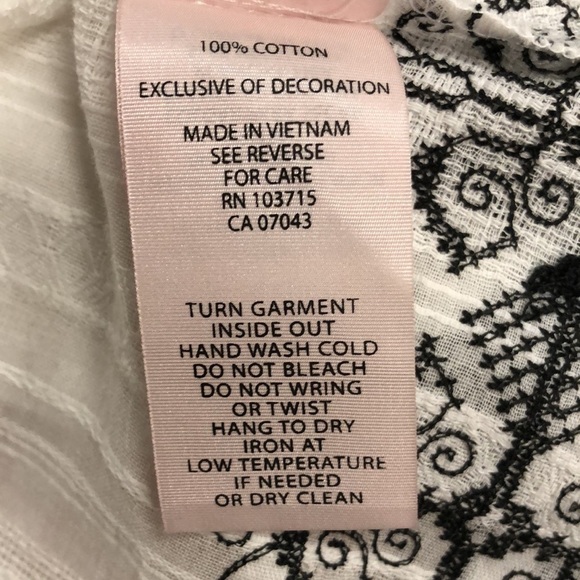 100% COTTON
EXCLUSIVE OF DECORATION
MADE IN VIETNAM
SEE REVERSE
FOR CARE
RN 103715
CA 07043
TURN GARMENT
INSIDE OUT
HAND WASH COLD
DO NOT BLEACH
DO NOT WRING
OR TWIST
HANG TO DRY
IRON AT
LOW TEMPERATURE
IF NEEDED
OR DRY CLEAN